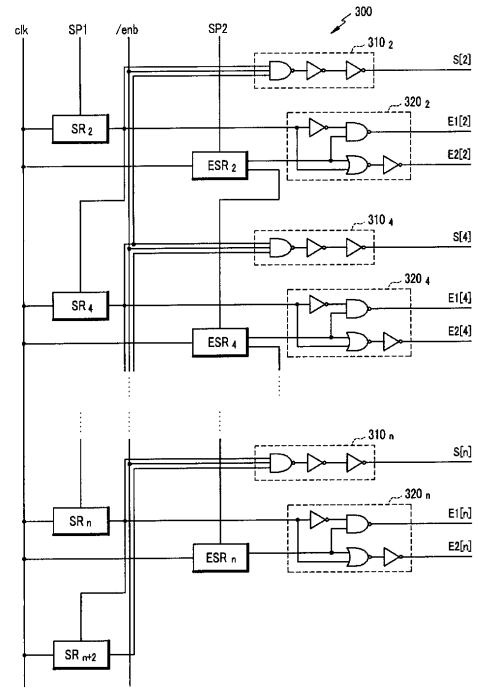 300
clk SP1 /enb SP2
310 2
S[2]
320 2
SR 2
E1[2]
ESR 2
E2[2]
310 4
S[4]
320 4
SR 4
E1[4]
ESR 4
E2[4]
310 n
S[n]
320 n
SR n
E1[n]
ESR n
E2[n]
SR n+2